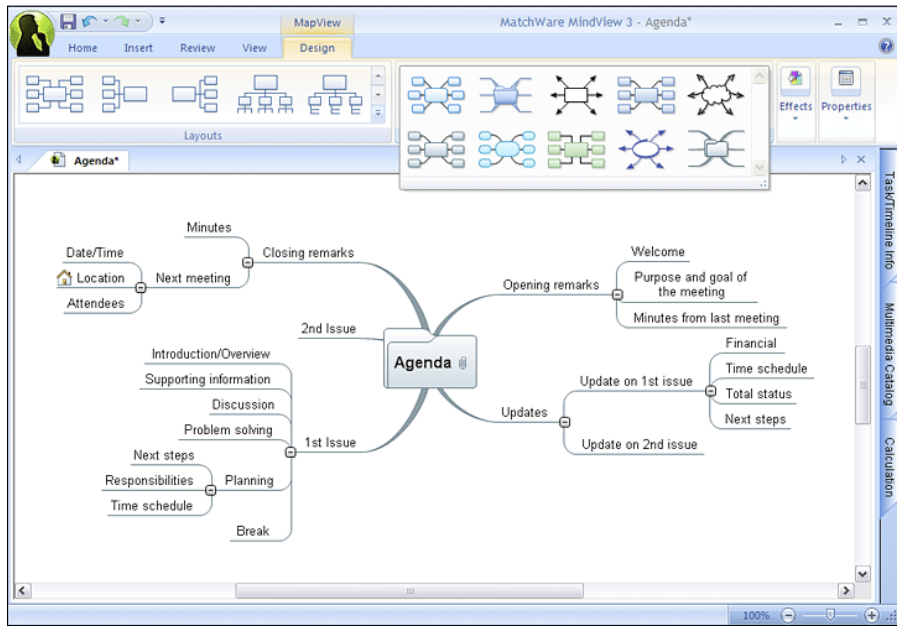 MapView
MatchWare MindView 3 - Agenda*
Home
Insert
Review
View
Design
Layouts
Effects
Properties
Agenda*
Task/Timeline Info
Multimedia Catalog
Calculation
Minutes
Closing remarks
Date/Time
Location
Next meeting
Attendees
2nd Issue
Introduction/Overview
Supporting information
Discussion
Problem solving
1st Issue
Next steps
Responsibilities
Planning
Time schedule
Break
Agenda
Welcome
Opening remarks
Purpose and goal of
the meeting
Minutes from last meeting
Financial
Update on 1st issue
Time schedule
Total status
Updates
Next steps
Update on 2nd issue
100%